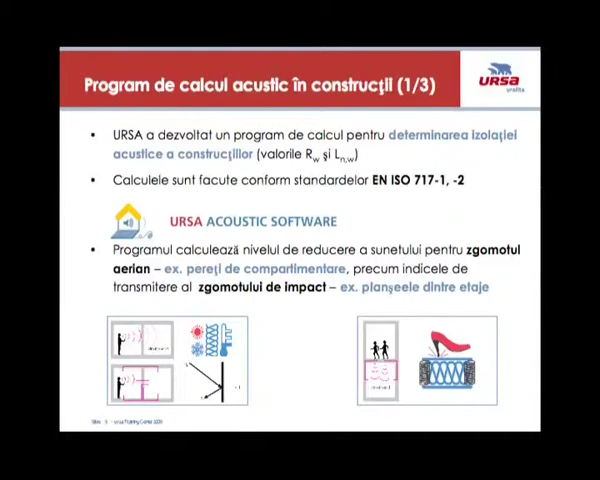 Program de calcul acustic în construcţii (1/3)
URSA
uralita
• URSA a dezvoltat un program de calcul pentru determinarea izolaţiei
acustice a construcţiilor (valorile Rw şi Ln,w)
• Calculele sunt facute conform standardelor EN ISO 717-1, -2
URSA ACOUSTIC SOFTWARE
• Programul calculează nivelul de reducere a sunetului pentru zgomotul
aerian – ex. pereţi de compartimentare, precum indicele de
transmitere al zgomotului de impact – ex. planşeele dintre etaje